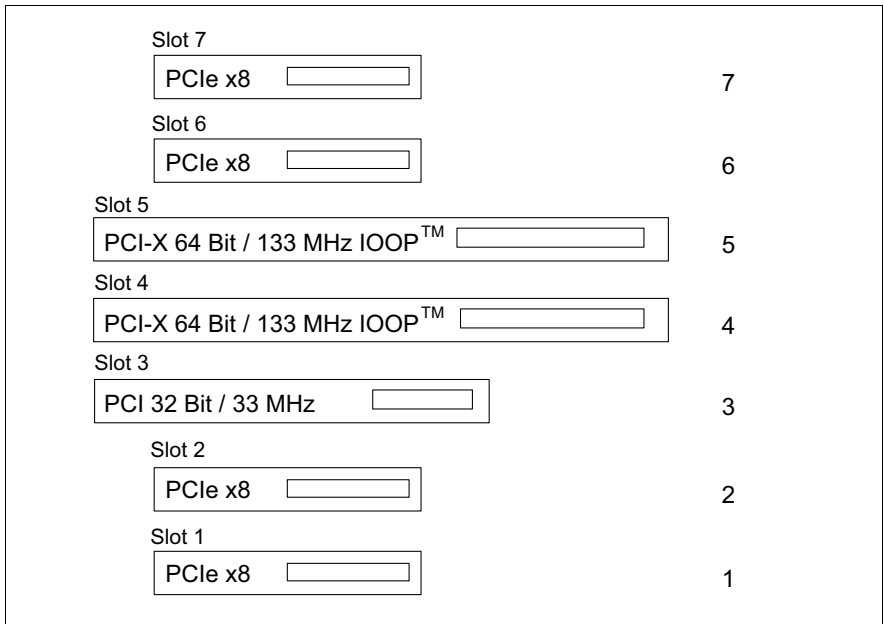 Slot 7
PCIe x8
7
Slot 6
PCIe x8
6
Slot 5
PCI-X 64 Bit / 133 MHz IOOP™
5
Slot 4
PCI-X 64 Bit / 133 MHz IOOP™
4
Slot 3
PCI 32 Bit / 33 MHz
3
Slot 2
PCIe x8
2
Slot 1
PCIe x8
1